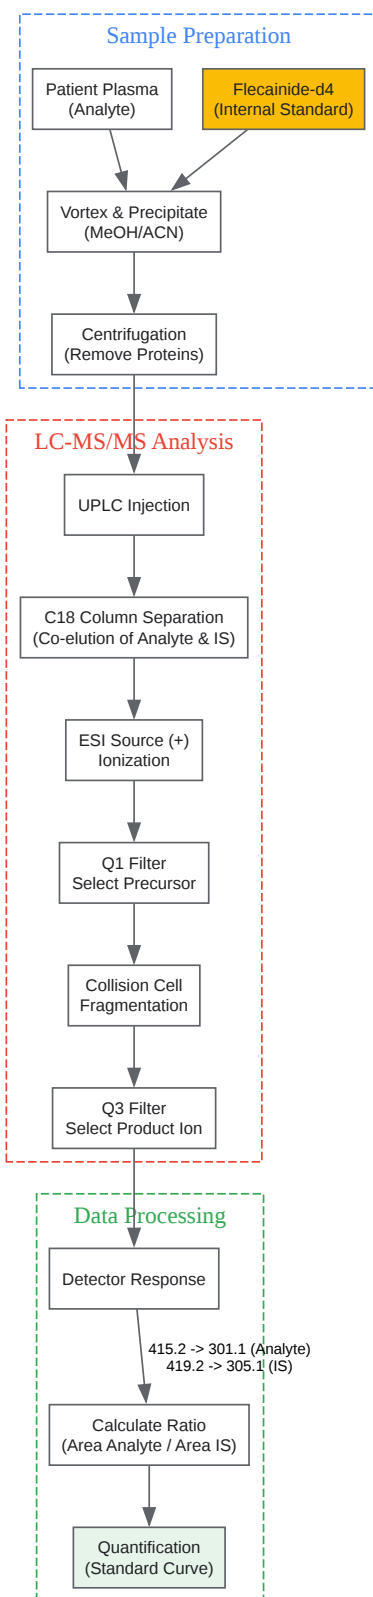 Sample Preparation
Patient Plasma
(Analyte)
Flecainide-d4
(Internal Standard)
Vortex & Precipitate
(MeOH/ACN)
Centrifugation
(Remove Proteins)
LC-MS/MS Analysis
UPLC Injection
C18 Column Separation
(Co-elution of Analyte & IS)
ESI Source (+)
Ionization
Q1 Filter
Select Precursor
Collision Cell
Fragmentation
Q3 Filter
Select Product Ion
Data Processing
Detector Response
415.2 -> 301.1 (Analyte)
419.2 -> 305.1 (IS)
Calculate Ratio
(Area Analyte / Area IS)
Quantification
(Standard Curve)